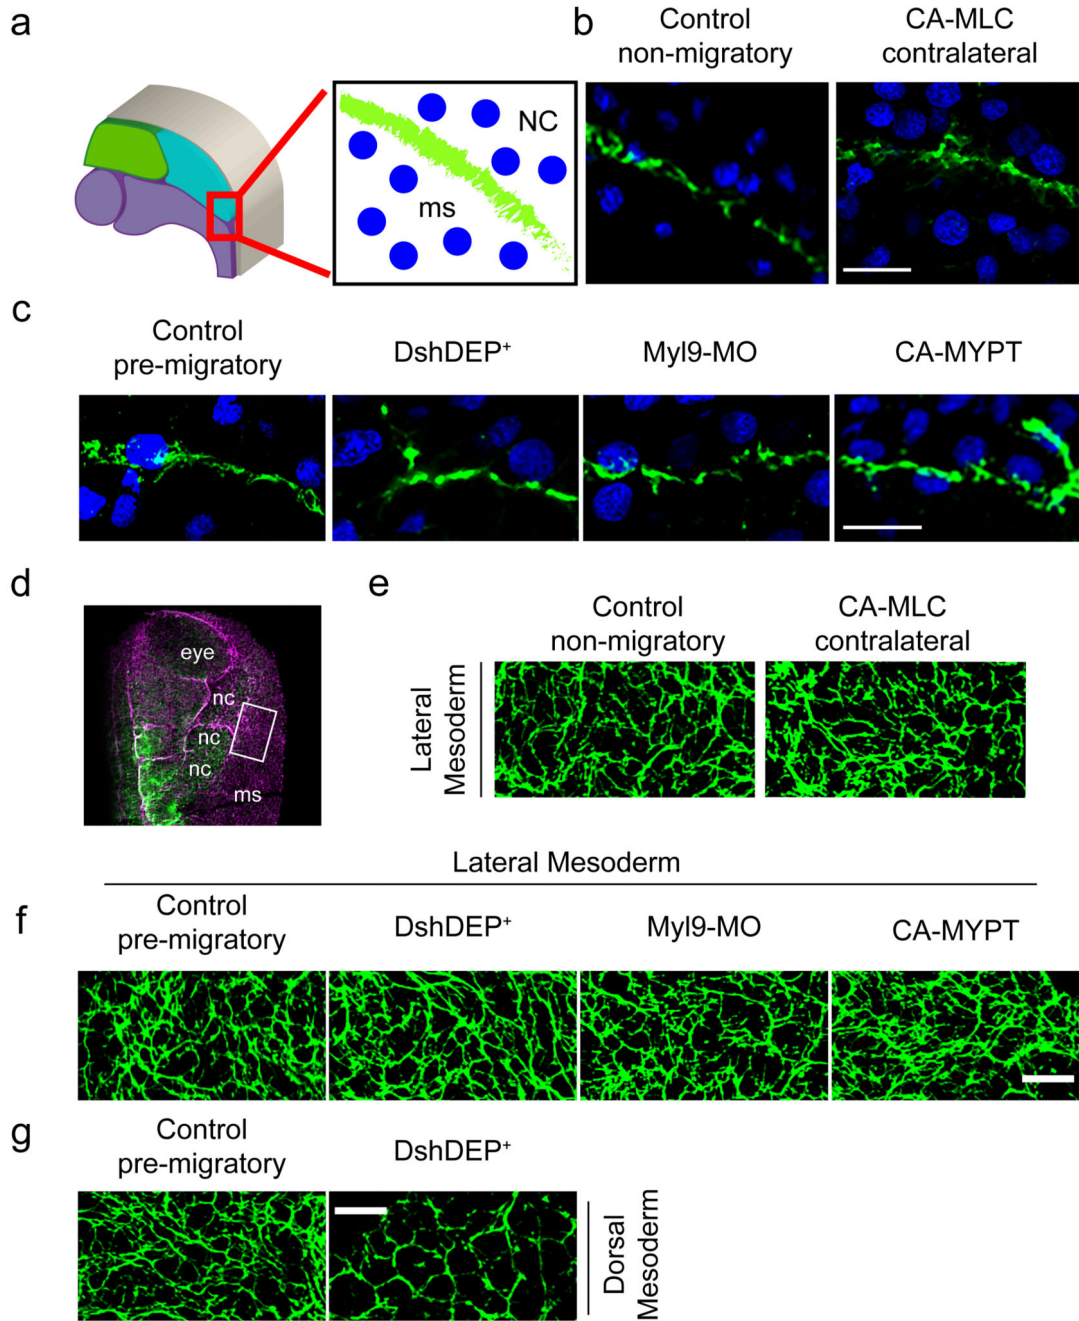 a
NC
ms
b
Control
non-migratory
CA-MLC
contralateral
c
Control
pre-migratory
DshDEP⁺
Myl9-MO
CA-MYPT
d
eye
nc
nc
nc
ms
e
Control
non-migratory
CA-MLC
contralateral
Lateral
Mesoderm
Lateral Mesoderm
f
Control
pre-migratory
DshDEP⁺
Myl9-MO
CA-MYPT
g
Control
pre-migratory
DshDEP⁺
Dorsal
Mesoderm